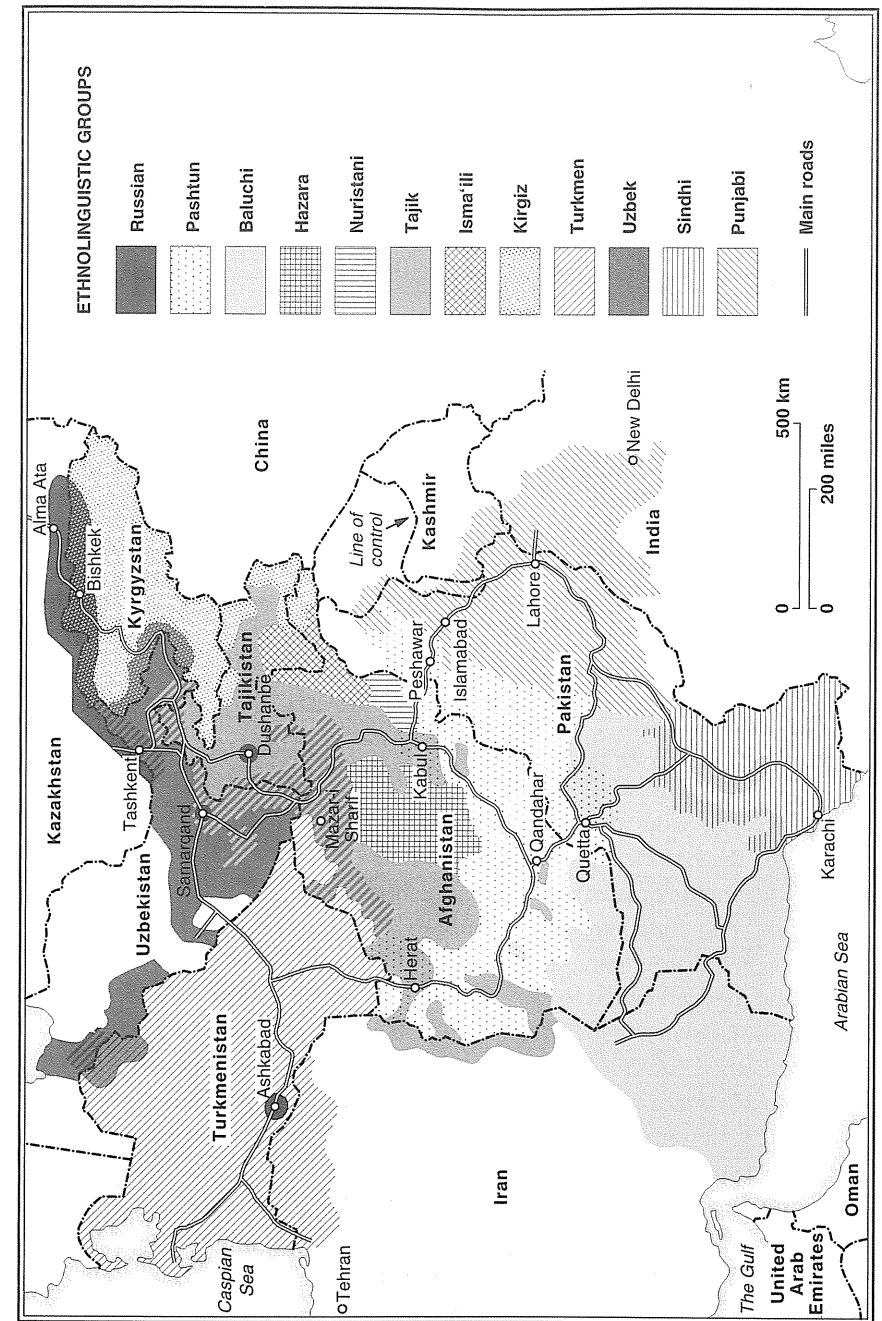 ETHNOLINGUISTIC GROUPS
Russian
Pashtun
Baluchi
Hazara
Nuristani
Tajik
Isma'ili
Kirgiz
Turkmen
Uzbek
Sindhi
Punjabi
Main roads
0
500 km
0
200 miles
Kazakhstan
Alma Ata
Bishkek
Kyrgyzstan
China
Tashkent
Uzbekistan
Samarqand
Tajikistan
Dushanbe
Turkmenistan
Ashkabad
Caspian
Sea
Tehran
Mazar-i
Sharif
Afghanistan
Herat
Kabul
Qandahar
Peshawar
Islamabad
Line of
control
Kashmir
Lahore
Pakistan
Quetta
India
New Delhi
Karachi
Iran
Arabian Sea
The Gulf
United
Arab
Emirates
Oman